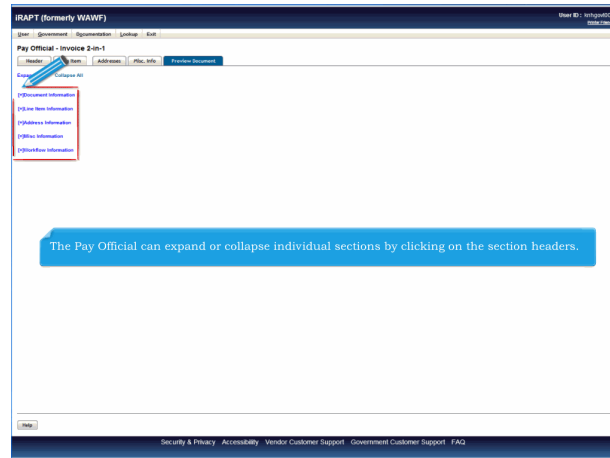 iRAPT (formerly WAWF)
User ID :
Printer Friendly
User Government Documentation Lookup Exit
Pay Official - Invoice 2-in-1
Header Item Addresses Misc. Info Preview Document
Collapse All
[+]Document Information
[+]Line Item Information
[+]Address Information
[+]Misc Information
[+]Workflow Information
The Pay Official can expand or collapse individual sections by clicking on the section headers.
Help
Security & Privacy Accessibility Vendor Customer Support Government Customer Support FAQ